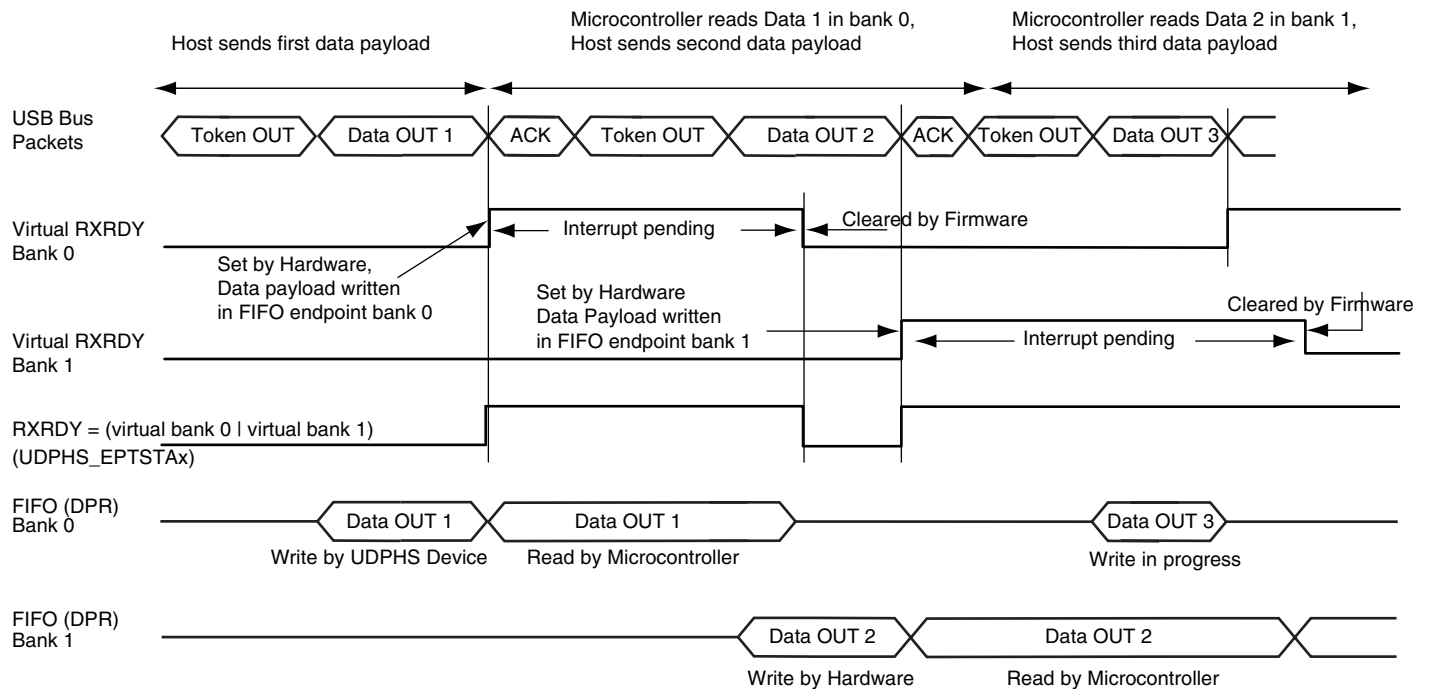 Host sends first data payload
Microcontroller reads Data 1 in bank 0,
Host sends second data payload
Microcontroller reads Data 2 in bank 1,
Host sends third data payload
USB Bus
Packets
Token OUT
Data OUT 1
ACK
Token OUT
Data OUT 2
ACK
Token OUT
Data OUT 3
Virtual RXRDY
Bank 0
Interrupt pending
Cleared by Firmware
Set by Hardware,
Data payload written
in FIFO endpoint bank 0
Set by Hardware
Data Payload written
in FIFO endpoint bank 1
Cleared by Firmware
Virtual RXRDY
Bank 1
Interrupt pending
RXRDY = (virtual bank 0 | virtual bank 1)
(UDPHS_EPTSTAx)
FIFO (DPR)
Bank 0
Data OUT 1
Data OUT 1
Data OUT 3
Write by UDPHS Device
Read by Microcontroller
Write in progress
FIFO (DPR)
Bank 1
Data OUT 2
Data OUT 2
Write by Hardware
Read by Microcontroller